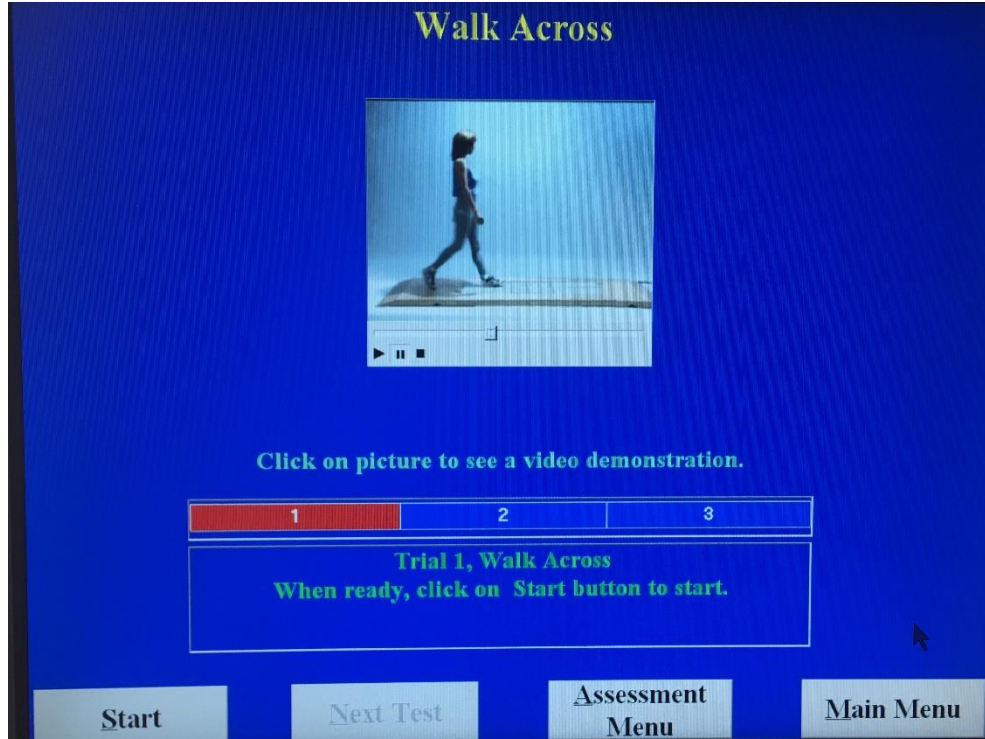 Walk Across
Click on picture to see a video demonstration.
1 2 3
Trial 1, Walk Across
When ready, click on Start button to start.
Start
Next Test
Assessment
Menu
Main Menu